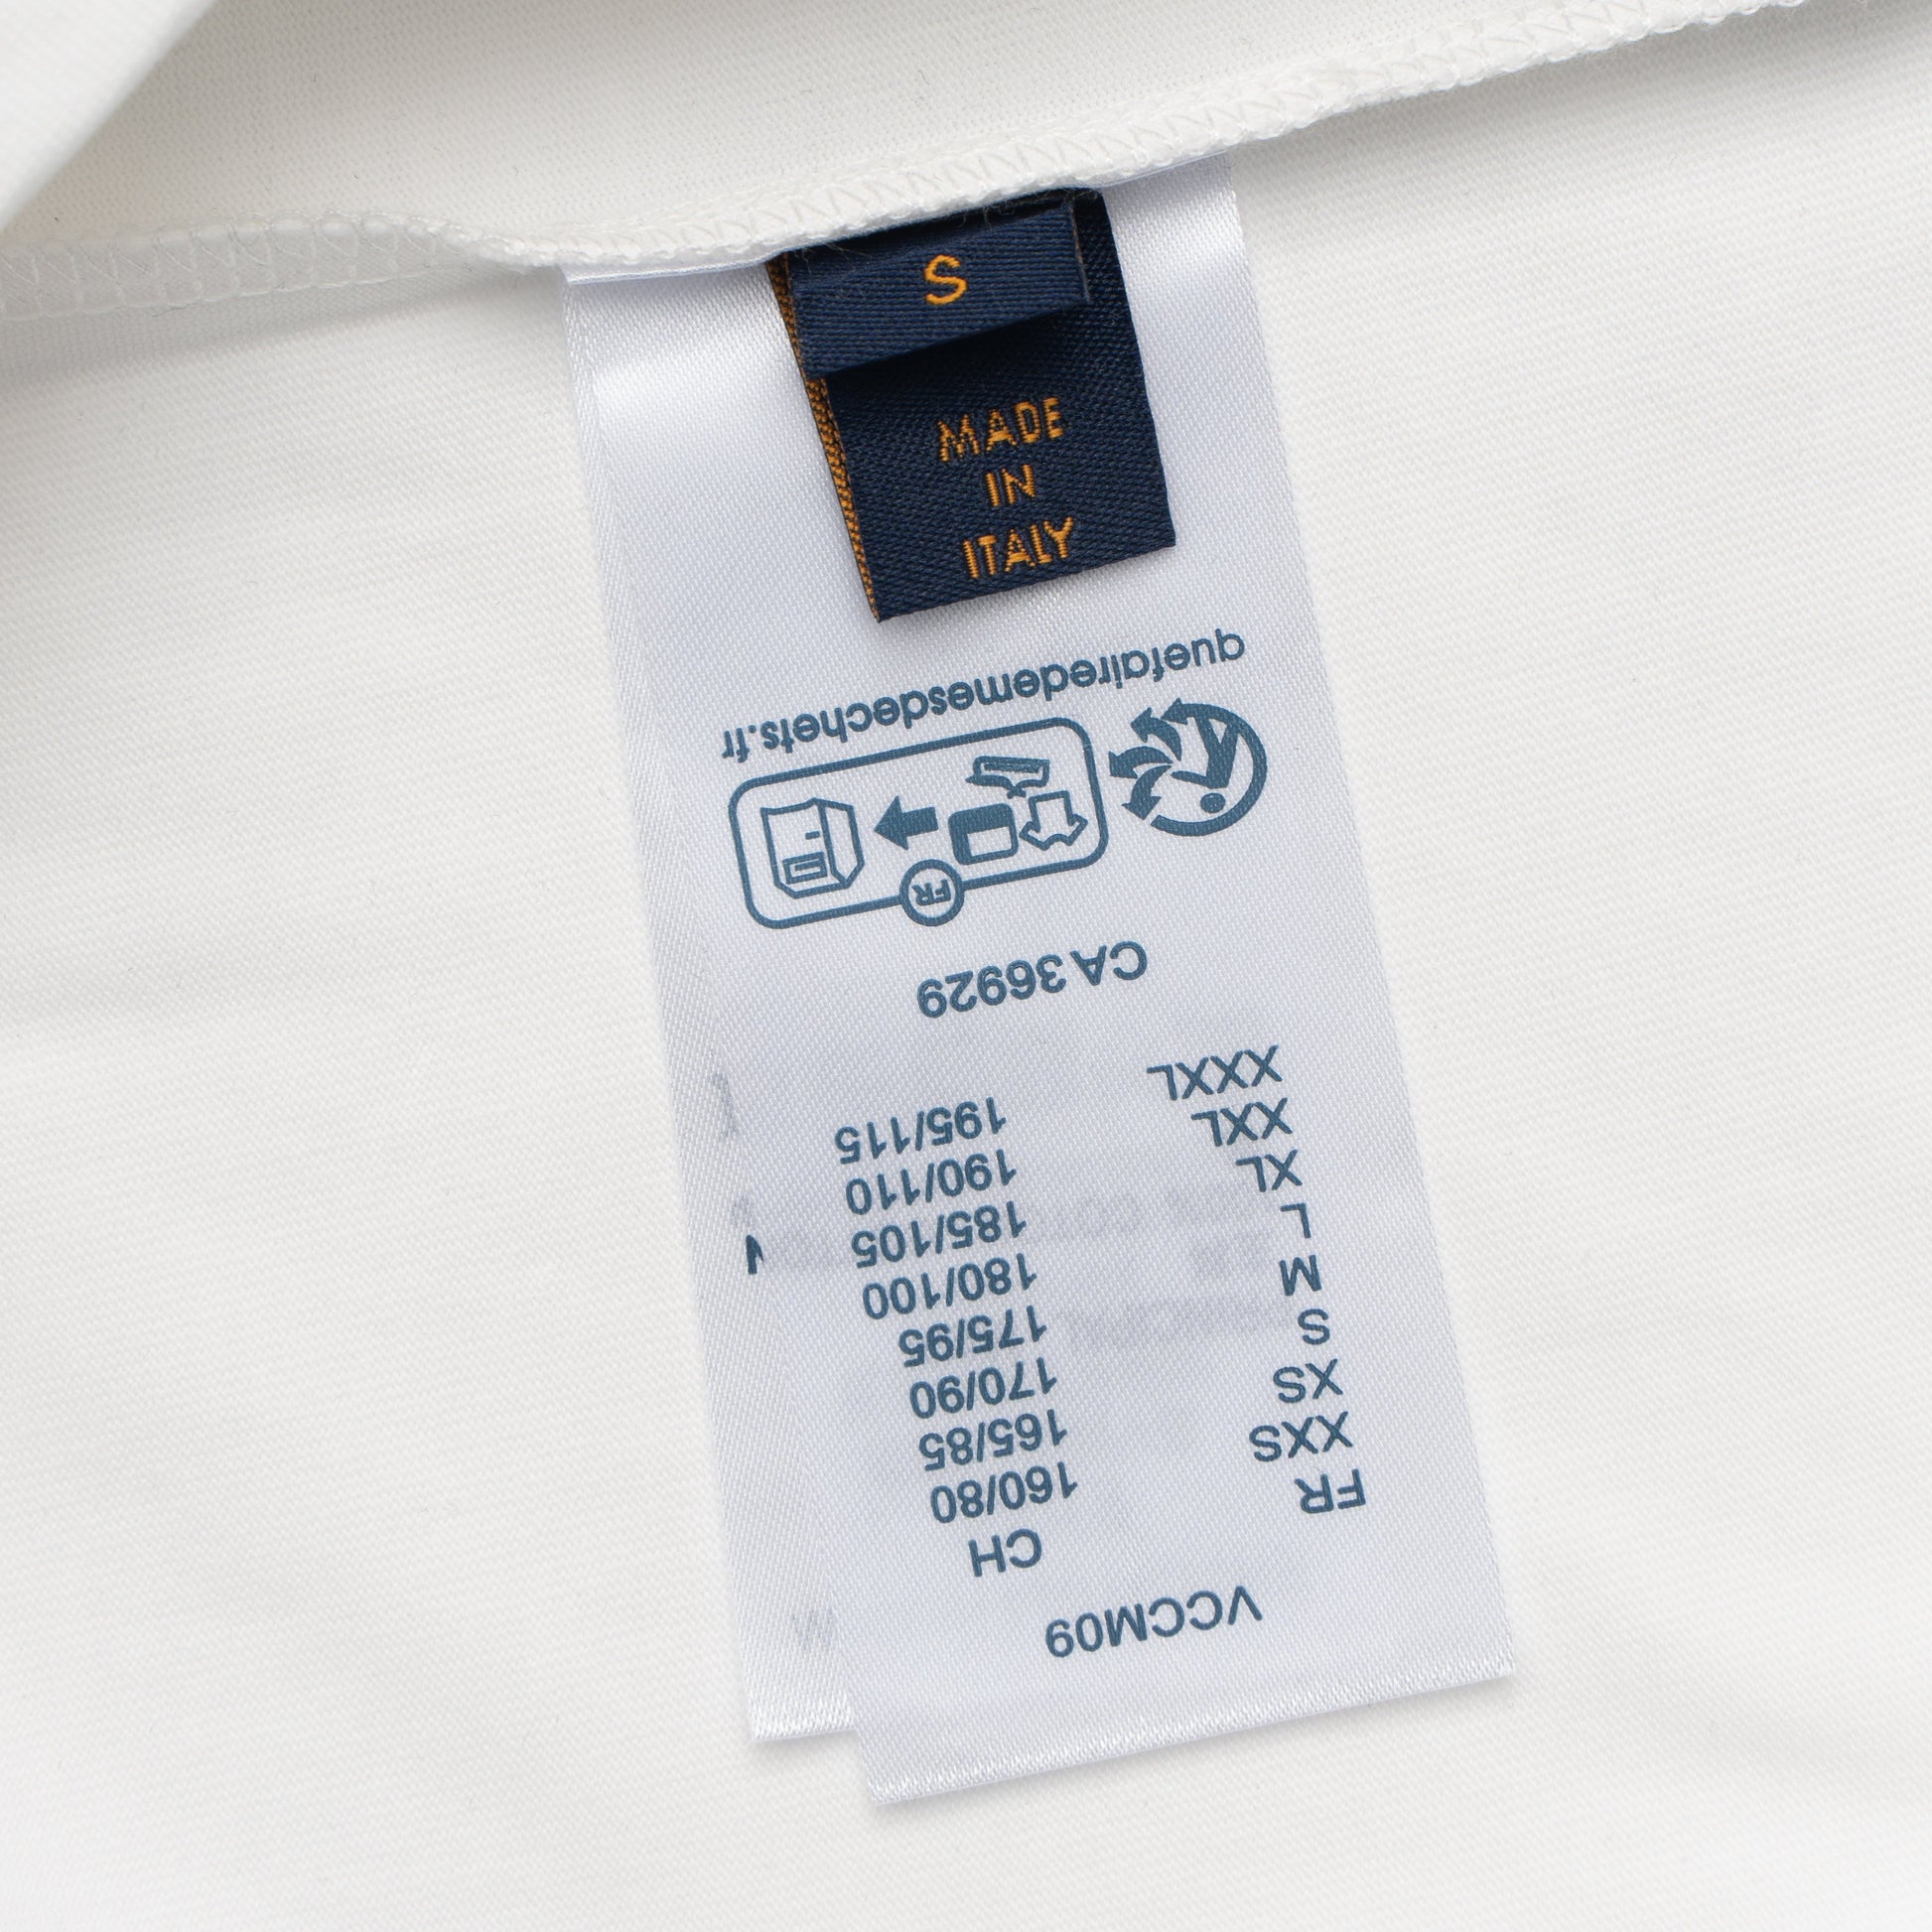 S
MADE
IN
ITALY
VCCM09
FR CH
XXS 160/80
XS 165/85
S 170/90
M 175/95
L 180/100
XL 185/105
XXL 190/110
XXXL 195/115
CA 36929
FR
quefairedemesdechets.fr